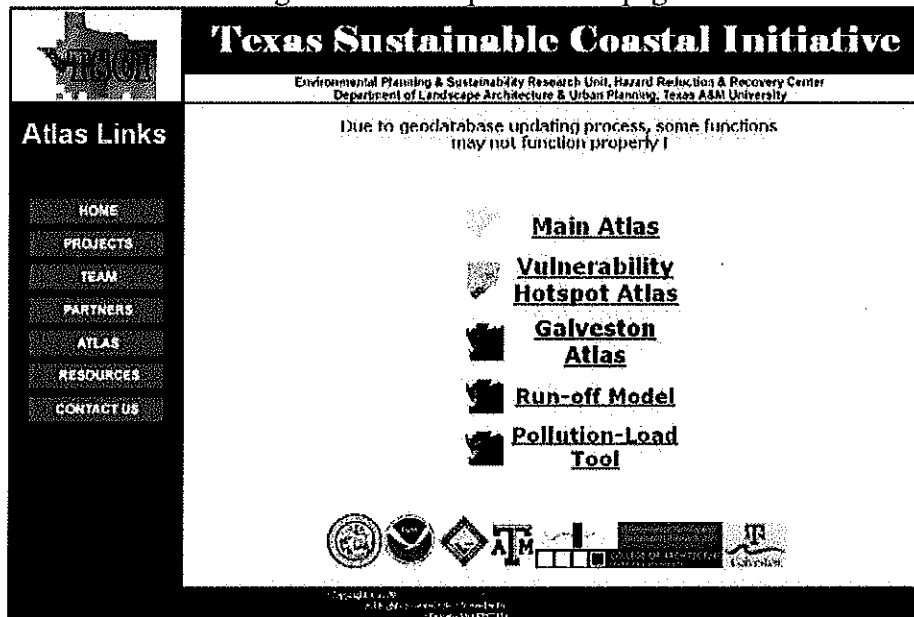 Texas Sustainable Coastal Initiative
Environmental Planning & Sustainability Research Unit, Hazard Reduction & Recovery Center
Department of Landscape Architecture & Urban Planning, Texas A&M University
Atlas Links
Due to geodatabase updating process, some functions
may not function properly !
HOME
PROJECTS
TEAM
PARTNERS
ATLAS
RESOURCES
CONTACT US
Main Atlas
Vulnerability
Hotspot Atlas
Galveston
Atlas
Run-off Model
Pollution-Load
Tool
A T M